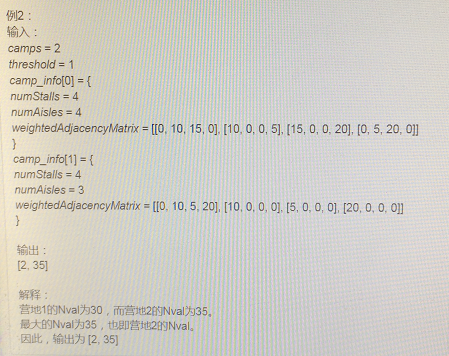 例2：
输入：
camps = 2
threshold = 1
camp_info[0] = {
numStalls = 4
numAisles = 4
weightedAdjacencyMatrix = [[0, 10, 15, 0], [10, 0, 0, 5], [15, 0, 0, 20], [0, 5, 20, 0]]
}
camp_info[1] = {
numStalls = 4
numAisles = 3
weightedAdjacencyMatrix = [[0, 10, 5, 20], [10, 0, 0, 0], [5, 0, 0, 0], [20, 0, 0, 0]]
}
输出：
[2, 35]
解释：
营地1的Nval为30，而营地2的Nval为35。
最大的Nval为35，也即营地2的Nval。
因此，输出为 [2, 35]